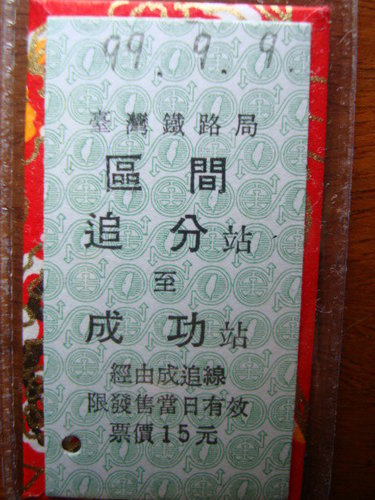 99.9.9.
臺灣鐵路局
區間
追分站
至
成功站
經由成追線
限發售當日有效
票價15元